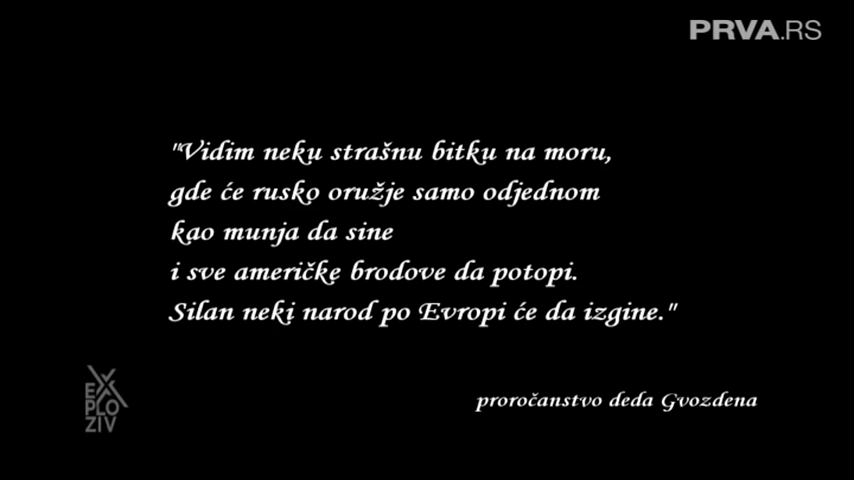 PRVA.RS
"Vidim neku strašnu bitku na moru,
gde će rusko oružje samo odjednom
kao munja da sine
i sve američke brodove da potopi.
Silan neki narod po Evropi će da izgine."
proročanstvo deda Gvozdena
EX
PLO
ZIV